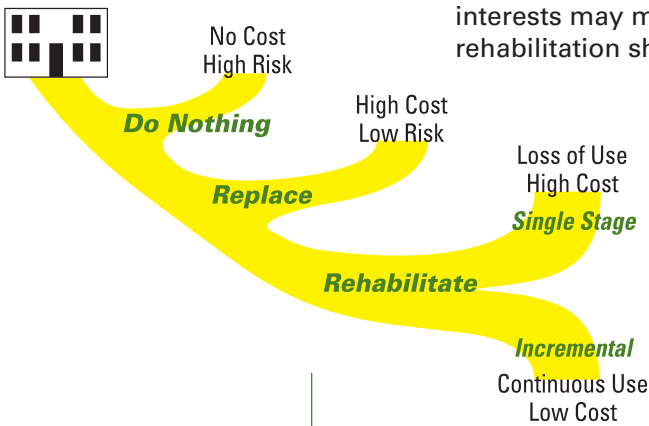 interests may
rehabilitation
No Cost
High Risk
Do Nothing
High Cost
Low Risk
Replace
Loss of Use
High Cost
Single Stage
Rehabilitate
Incremental
Continuous Use
Low Cost